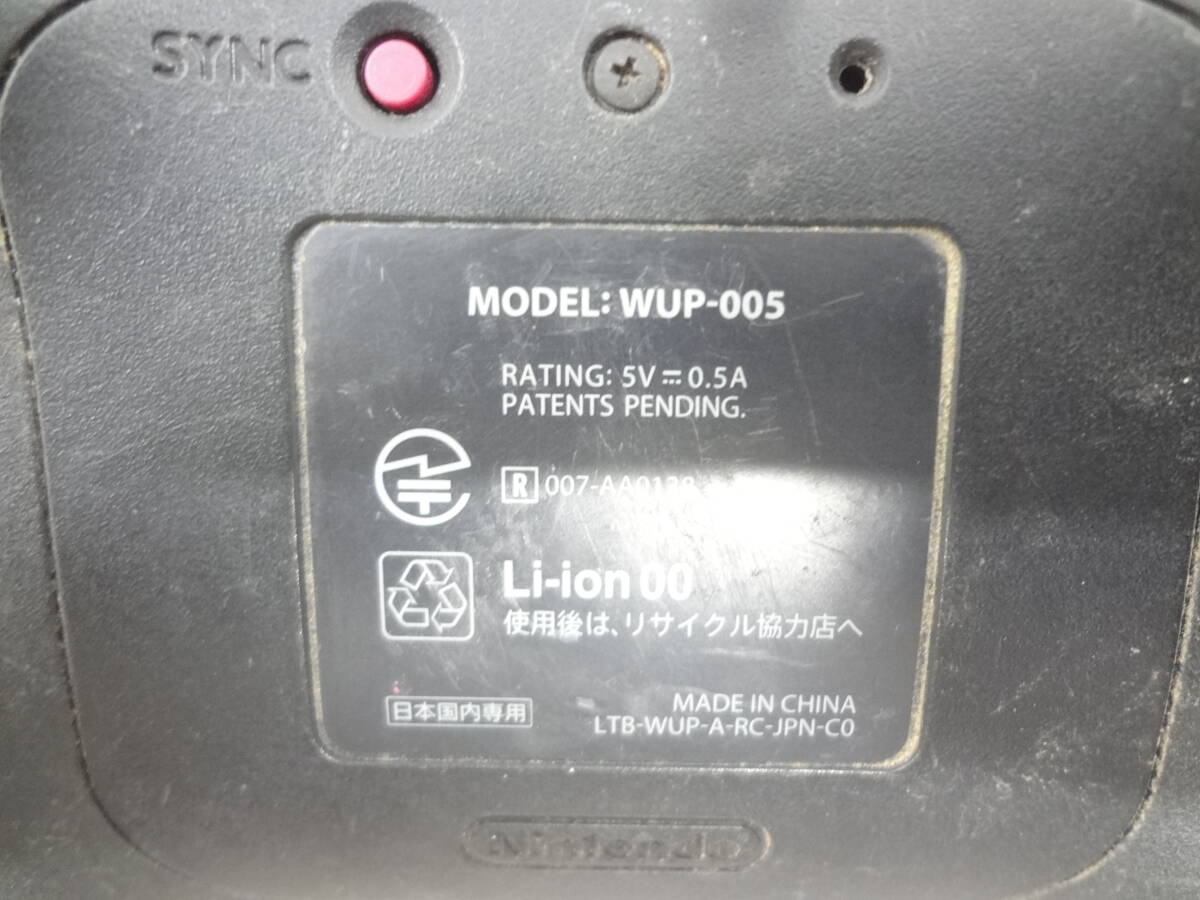 SYNC
MODEL: WUP-005
RATING: 5V ⎓ 0.5A
PATENTS PENDING.
R 007-AA0128
Li-ion 00
使用後は、リサイクル協力店へ
日本国内専用
MADE IN CHINA
LTB-WUP-A-RC-JPN-C0
Nintendo